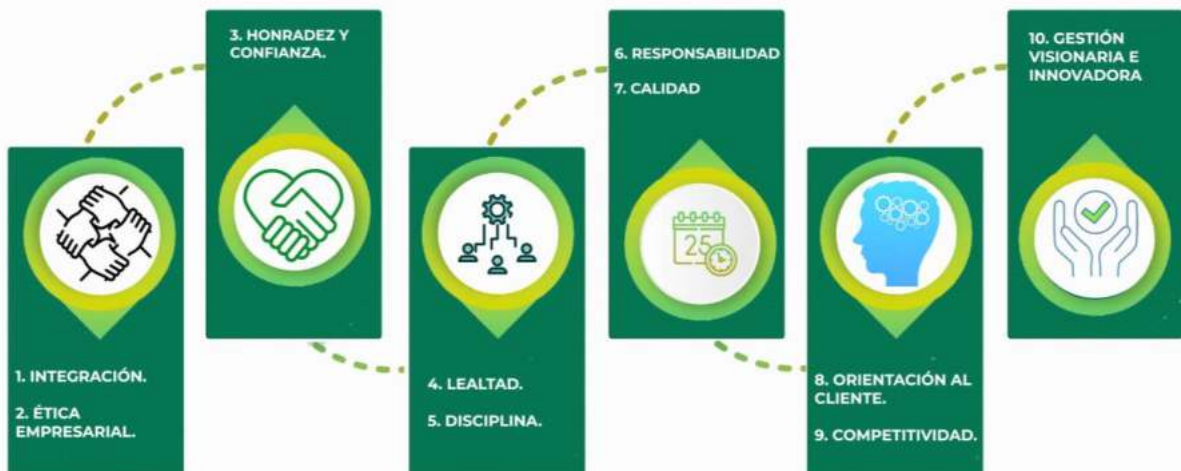 1. INTEGRACIÓN.
2. ÉTICA
EMPRESARIAL.
3. HONRADEZ Y
CONFIANZA.
4. LEALTAD.
5. DISCIPLINA.
6. RESPONSABILIDAD
7. CALIDAD
25
8. ORIENTACIÓN AL
CLIENTE.
9. COMPETITIVIDAD.
10. GESTIÓN
VISIONARIA E
INNOVADORA